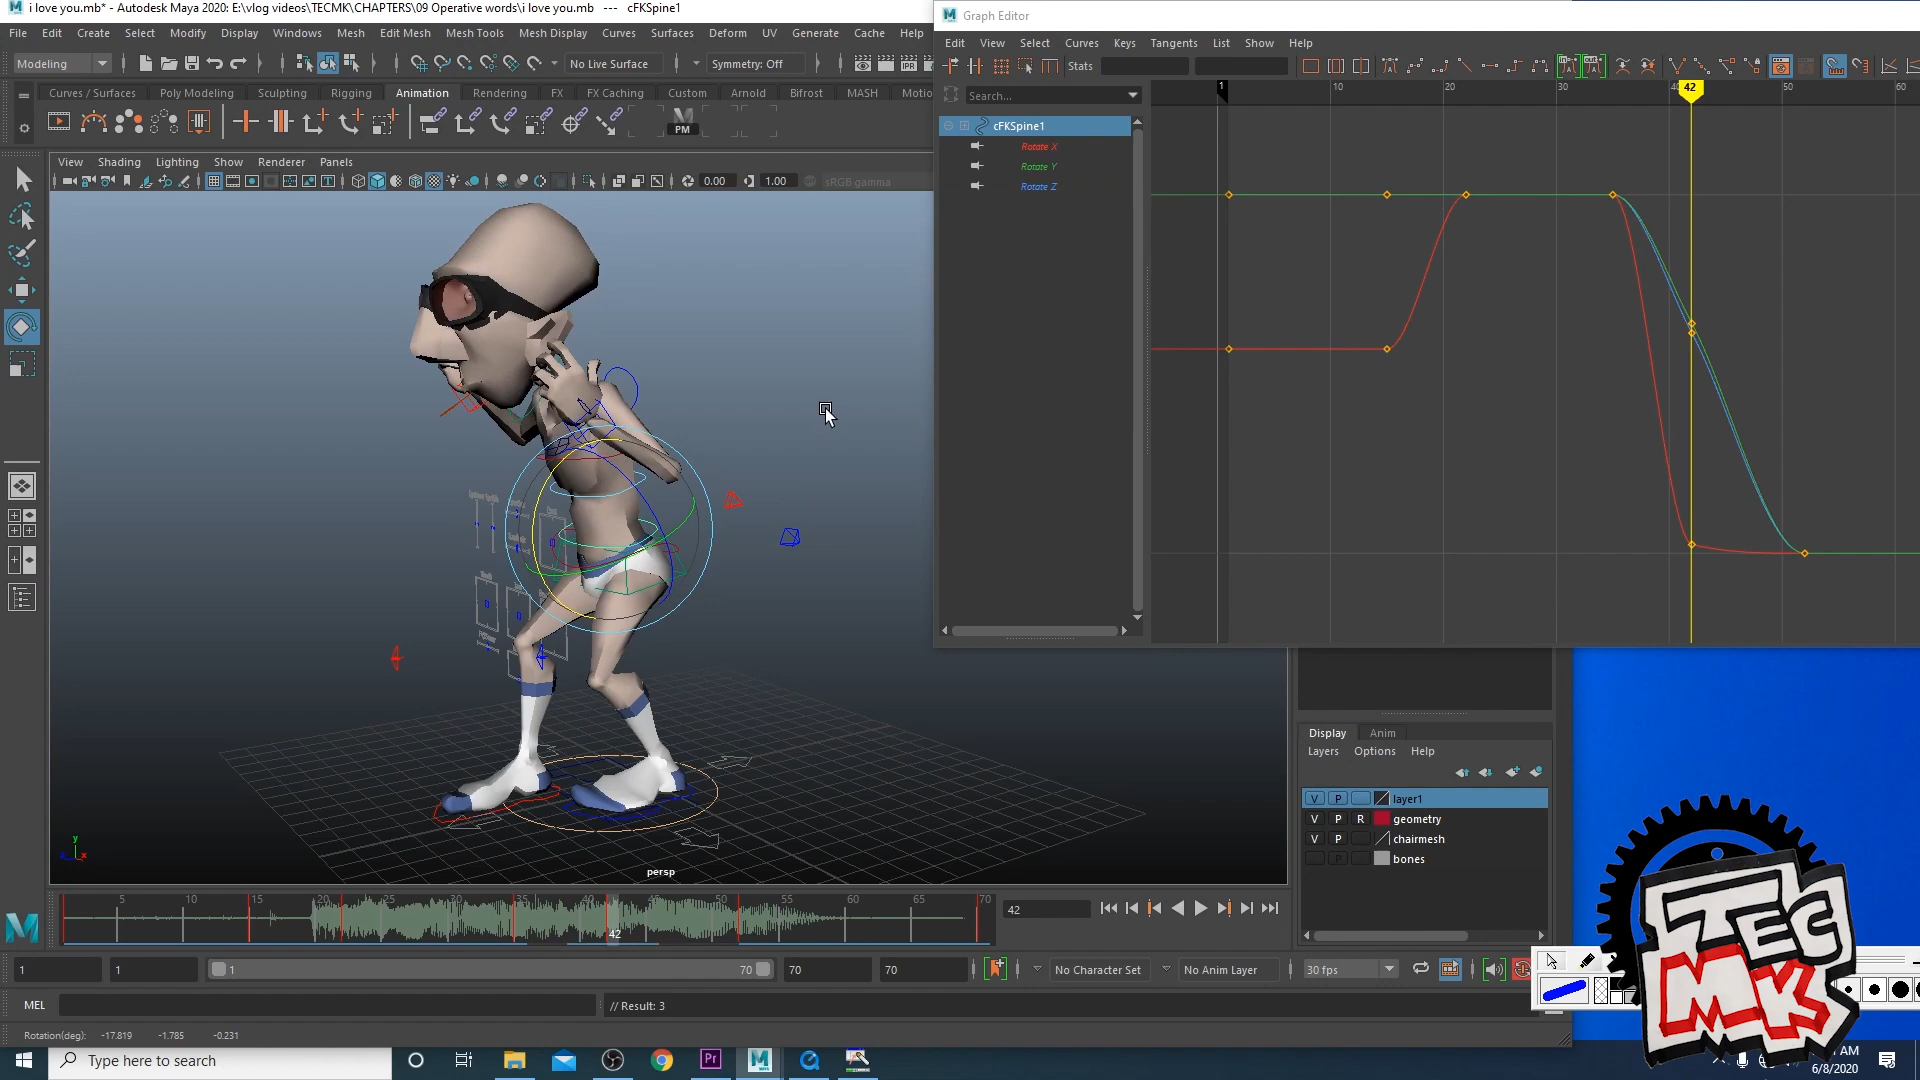 i love you.mb* - Autodesk Maya 2020: E:\vlog videos\TECMK\CHAPTERS\09 Operative words\i love you.mb --- cFKSpine1
File Edit Create Select Modify Display Windows Mesh Edit Mesh Mesh Tools Mesh Display Curves Surfaces Deform UV Generate Cache Help
Modeling No Live Surface Symmetry: Off
Curves / Surfaces Poly Modeling Sculpting Rigging Animation Rendering FX FX Caching Custom Arnold Bifrost MASH Motio
PM
View Shading Lighting Show Renderer Panels
0.00 1.00 sRGB gamma
Graph Editor
Edit View Select Curves Keys Tangents List Show Help
Stats
Search...
cFKSpine1
Rotate X
Rotate Y
Rotate Z
1 10 20 30 42 50 60
persp
y
x
Display Anim
Layers Options Help
V P layer1
V P R geometry
V P chairmesh
P bones
5 10 15 20 25 30 35 40 45 50 55 60 65 70
42
42
1 1 1 70 70 70 No Character Set No Anim Layer 30 fps
MEL // Result: 3
Rotation(deg): -17.819 -1.785 -0.231
TEC
MK
Type here to search
Pr
AM
6/8/2020